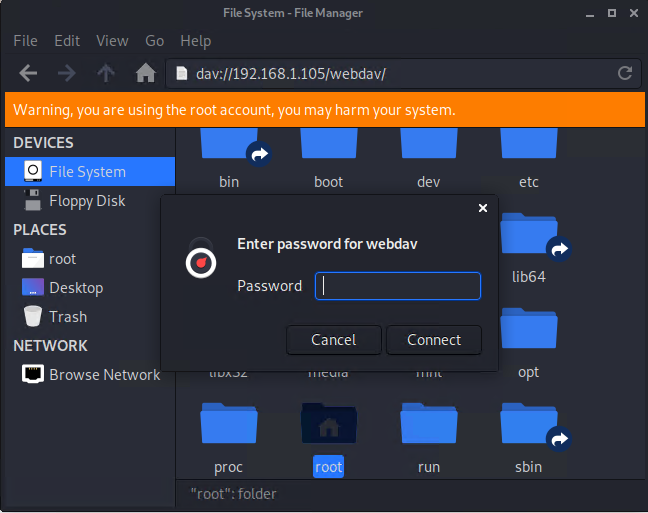 File System - File Manager
File Edit View Go Help
dav://192.168.1.105/webdav/
Warning, you are using the root account, you may harm your system.
DEVICES
File System
Floppy Disk
PLACES
root
Desktop
Trash
NETWORK
Browse Network
bin boot dev etc
Enter password for webdav
Password
Cancel Connect
lib64
libx32 media mnt opt
proc root run sbin
"root": folder